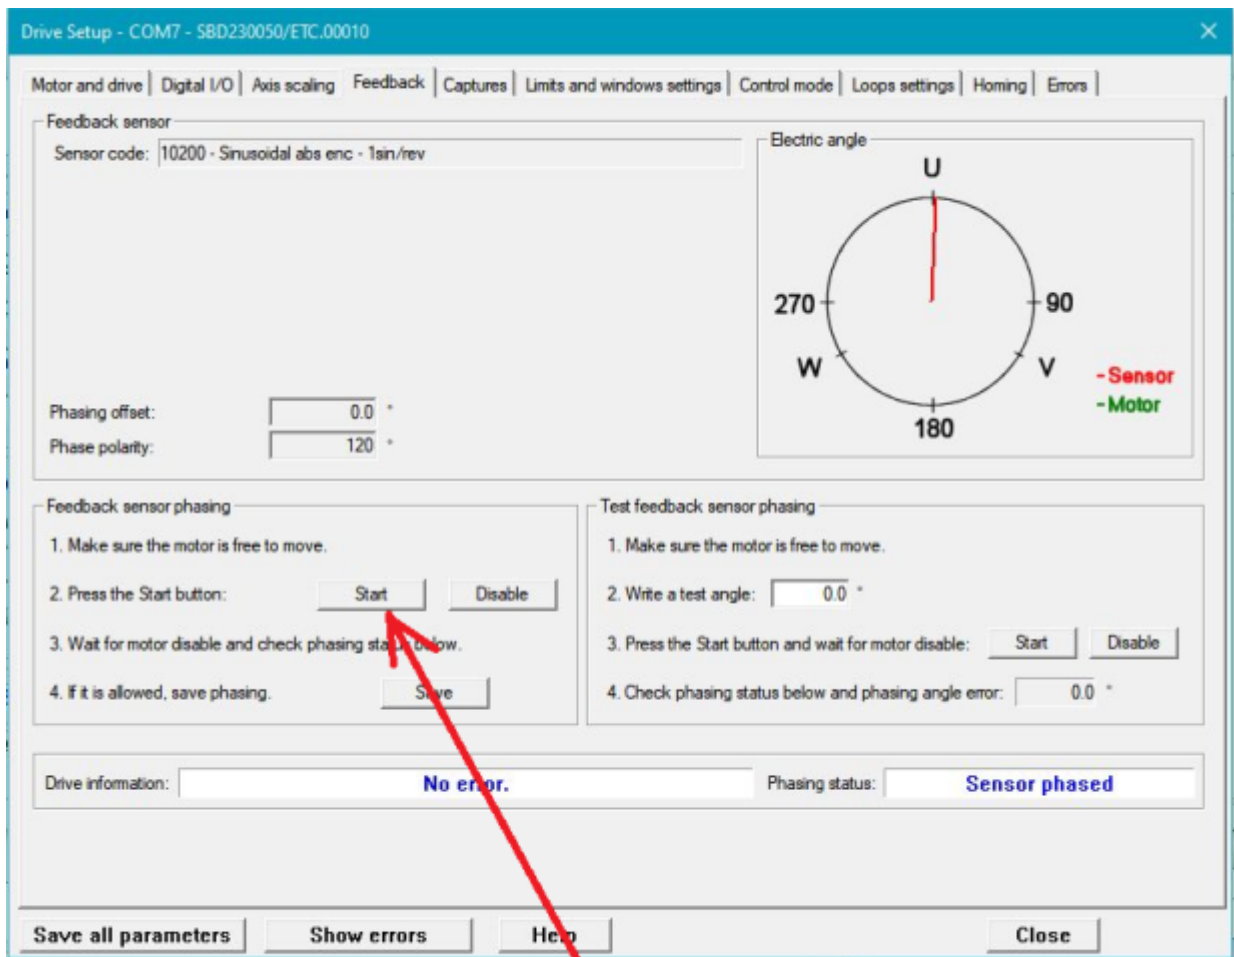 Drive Setup - COM7 - SBD230050/ETC.00010
Motor and drive Digital I/O Axis scaling Feedback Captures Limits and windows settings Control mode Loops settings Homing Errors
Feedback sensor
Sensor code: 10200 - Sinusoidal abs enc - 1sin/rev
Electric angle
U
270 90
W V
- Sensor
- Motor
180
Phasing offset: 0.0 °
Phase polarity: 120 °
Feedback sensor phasing
1. Make sure the motor is free to move.
2. Press the Start button: Start Disable
3. Wait for motor disable and check phasing status below.
4. If it is allowed, save phasing. Save
Test feedback sensor phasing
1. Make sure the motor is free to move.
2. Write a test angle: 0.0 °
3. Press the Start button and wait for motor disable: Start Disable
4. Check phasing status below and phasing angle error: 0.0 °
Drive information: No error. Phasing status: Sensor phased
Save all parameters Show errors Help Close